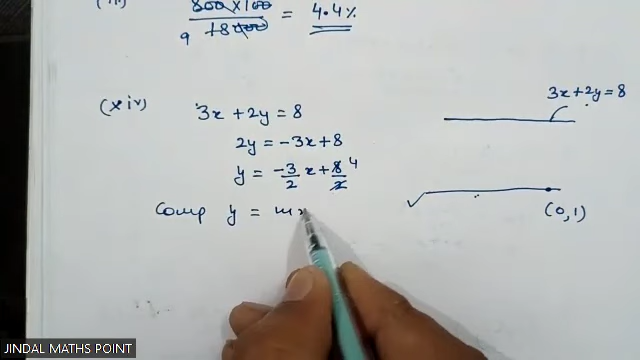 800×100
9 18000 = 4.4%
(xiv) 3x + 2y = 8
2y = -3x + 8
y = -3/2 x + 8/2 4
Comp y = mx
3x + 2y = 8
(0,1)
JINDAL MATHS POINT